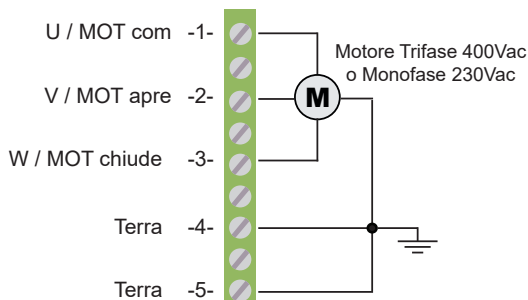 U / MOT com -1-
Motore Trifase 400Vac
o Monofase 230Vac
V / MOT apre -2-
M
W / MOT chiude -3-
Terra -4-
Terra -5-